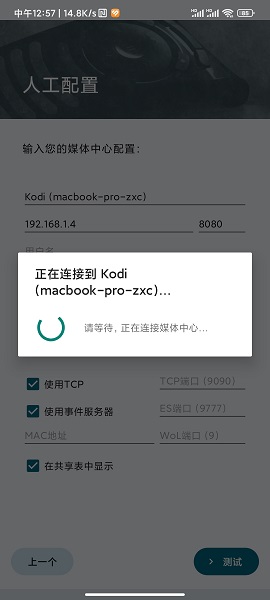 中午12:57 | 14.8K/s
85
人工配置
输入您的媒体中心配置：
Kodi (macbook-pro-zxc)
192.168.1.4 8080
用户名
正在连接到 Kodi
(macbook-pro-zxc)...
请等待, 正在连接媒体中心...
使用TCP TCP端口 (9090)
使用事件服务器 ES端口 (9777)
MAC地址 WoL端口 (9)
在共享表中显示
上一个 测试